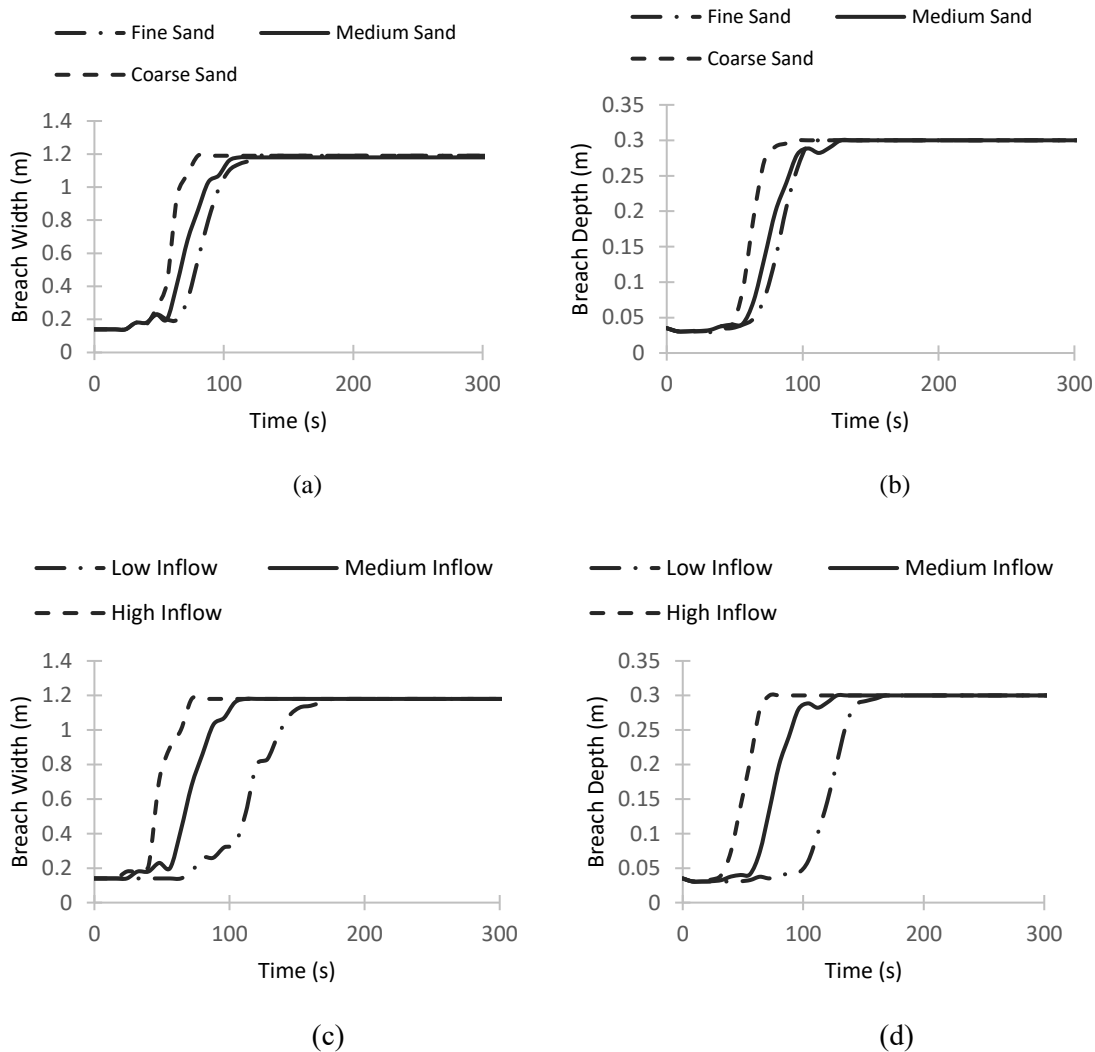 Fine Sand Medium Sand
Coarse Sand
1.4
1.2
1
0.8
0.6
0.4
0.2
0
Breach Width (m)
0 100 200 300
Time (s)
(a)
Fine Sand Medium Sand
Coarse Sand
0.35
0.3
0.25
0.2
0.15
0.1
0.05
0
Breach Depth (m)
0 100 200 300
Time (s)
(b)
Low Inflow Medium Inflow
High Inflow
1.4
1.2
1
0.8
0.6
0.4
0.2
0
Breach Width (m)
0 100 200 300
Time (s)
(c)
Low Inflow Medium Inflow
High Inflow
0.35
0.3
0.25
0.2
0.15
0.1
0.05
0
Breach Depth (m)
0 100 200 300
Time (s)
(d)